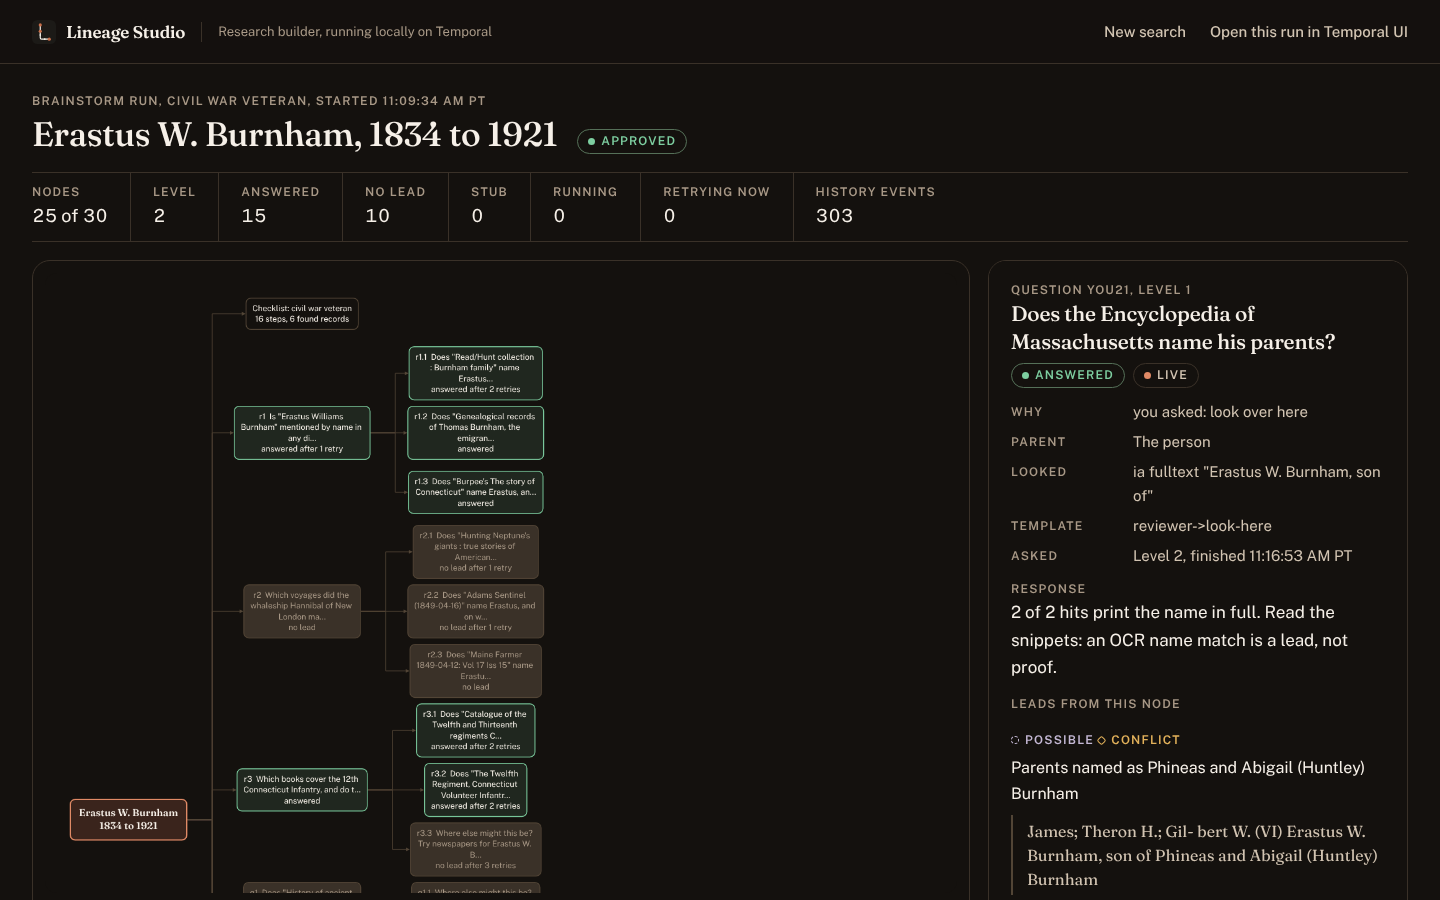 Lineage Studio
Research builder, running locally on Temporal
New search
Open this run in Temporal UI
BRAINSTORM RUN, CIVIL WAR VETERAN, STARTED 11:09:34 AM PT
Erastus W. Burnham, 1834 to 1921
APPROVED
NODES
25 of 30
LEVEL
2
ANSWERED
15
NO LEAD
10
STUB
0
RUNNING
0
RETRYING NOW
0
HISTORY EVENTS
303
Checklist: civil war veteran
16 steps, 6 found records
r1.1 Does "Read/Hunt collection
: Burnham family" name
Erastus...
answered after 2 retries
r1 Is "Erastus Williams
Burnham" mentioned by name in
any di...
answered after 1 retry
r1.2 Does "Genealogical records
of Thomas Burnham, the
emigran...
answered
r1.3 Does "Burpee's The story of
Connecticut" name Erastus, an...
answered
r2.1 Does "Hunting Neptune's
giants : true stories of
American...
no lead after 1 retry
r2 Which voyages did the
whaleship Hannibal of New
London ma...
no lead
r2.2 Does "Adams Sentinel
(1849-04-16)" name Erastus, and
on w...
no lead after 1 retry
r2.3 Does "Maine Farmer
1849-04-12: Vol 17 Iss 15" name
Erastu...
no lead
r3.1 Does "Catalogue of the
Twelfth and Thirteenth
regiments C...
answered after 2 retries
r3 Which books cover the 12th
Connecticut Infantry, and do t...
answered
r3.2 Does "The Twelfth
Regiment, Connecticut
Volunteer Infantr...
answered after 2 retries
Erastus W. Burnham
1834 to 1921
r3.3 Where else might this be?
Try newspapers for Erastus W.
B...
no lead after 3 retries
QUESTION YOU21, LEVEL 1
Does the Encyclopedia of
Massachusetts name his parents?
ANSWERED
LIVE
WHY
you asked: look over here
PARENT
The person
LOOKED
ia fulltext "Erastus W. Burnham, son
of"
TEMPLATE
reviewer->look-here
ASKED
Level 2, finished 11:16:53 AM PT
RESPONSE
2 of 2 hits print the name in full. Read the
snippets: an OCR name match is a lead, not
proof.
LEADS FROM THIS NODE
POSSIBLE
CONFLICT
Parents named as Phineas and Abigail (Huntley)
Burnham
James; Theron H.; Gil- bert W. (VI) Erastus W.
Burnham, son of Phineas and Abigail (Huntley)
Burnham